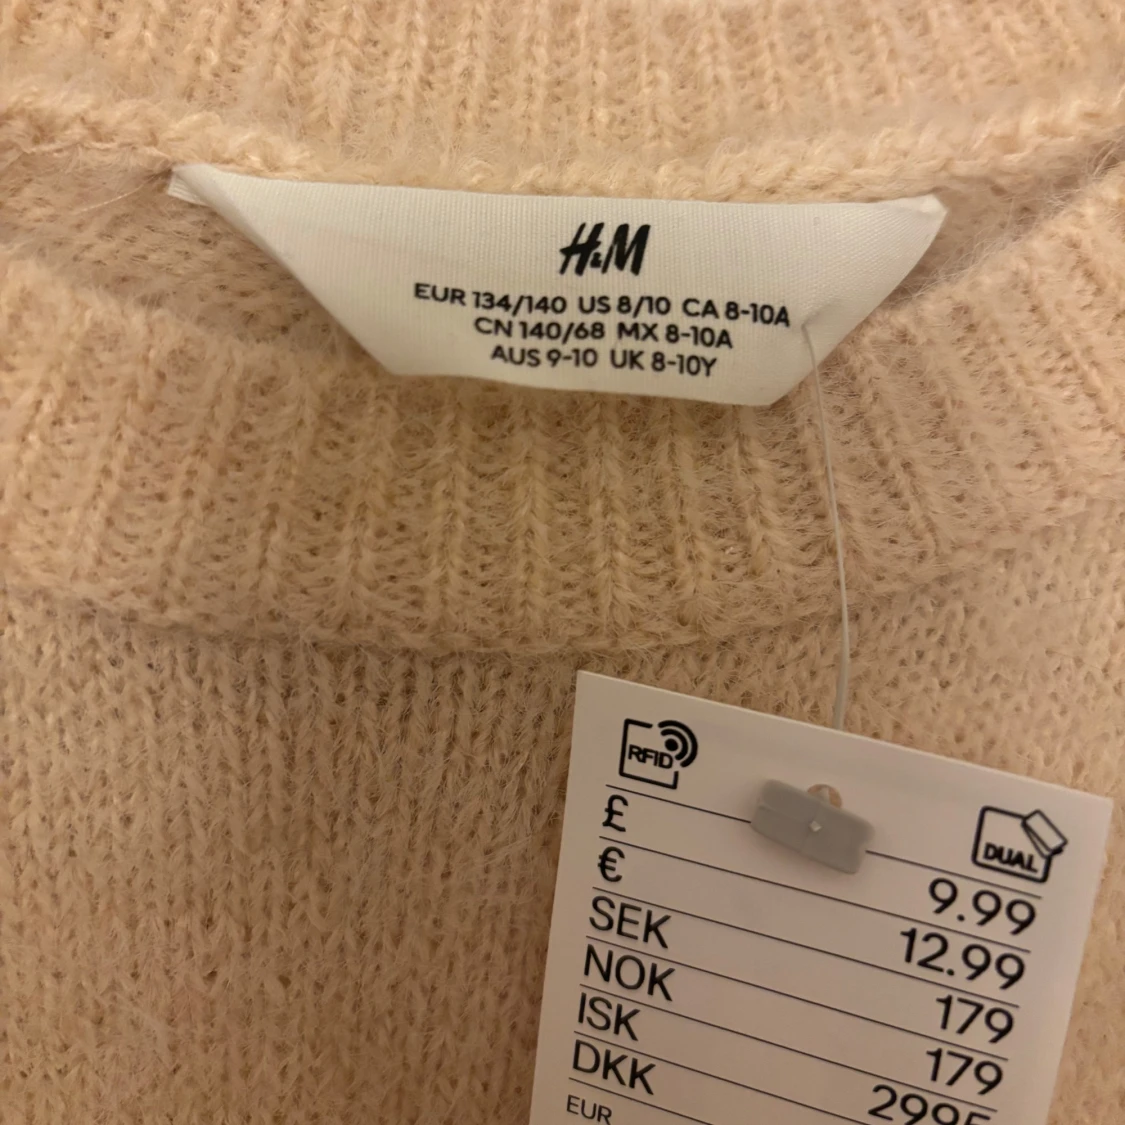 H&M
EUR 134/140 US 8/10 CA 8-10A
CN 140/68 MX 8-10A
AUS 9-10 UK 8-10Y
RFID
DUAL
£ 9.99
€ 12.99
SEK 179
NOK 179
ISK 2995
DKK
EUR